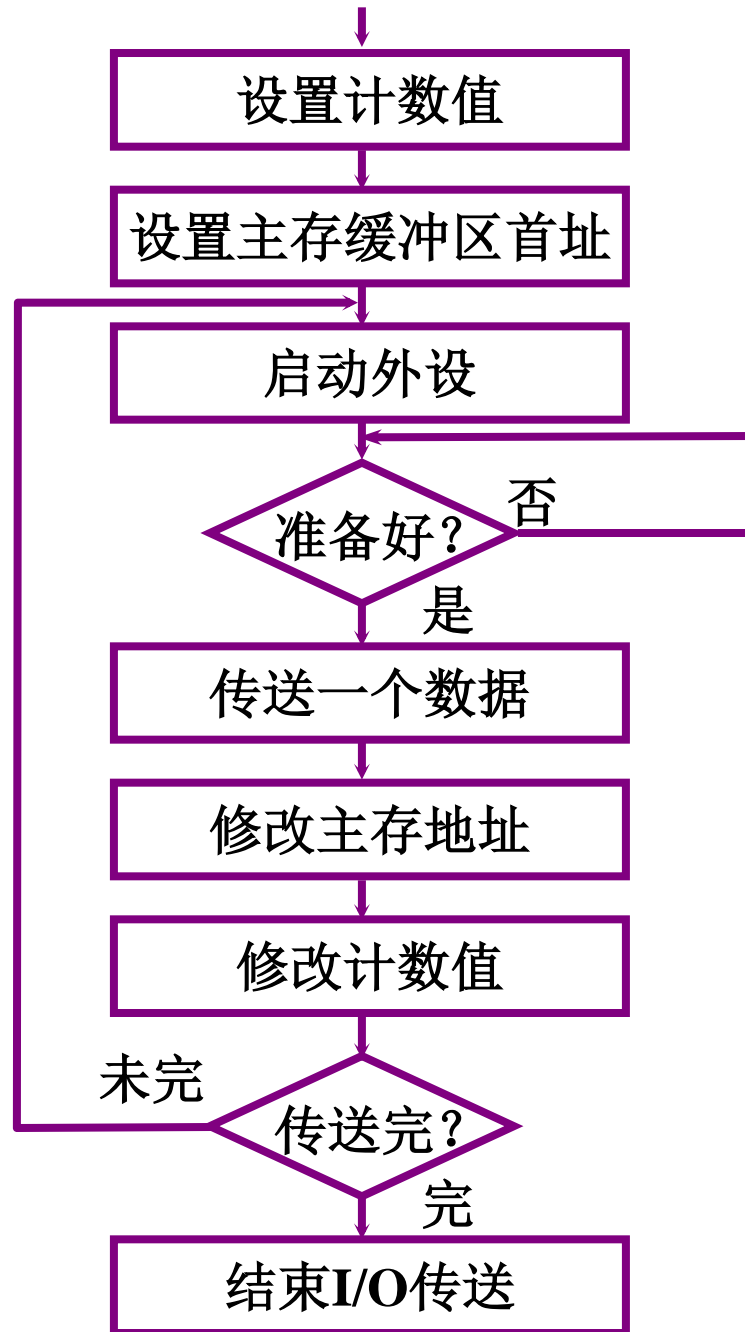 设置计数值
设置主存缓冲区首址
启动外设
否
准备好？
是
传送一个数据
修改主存地址
修改计数值
未完
传送完？
完
结束I/O传送